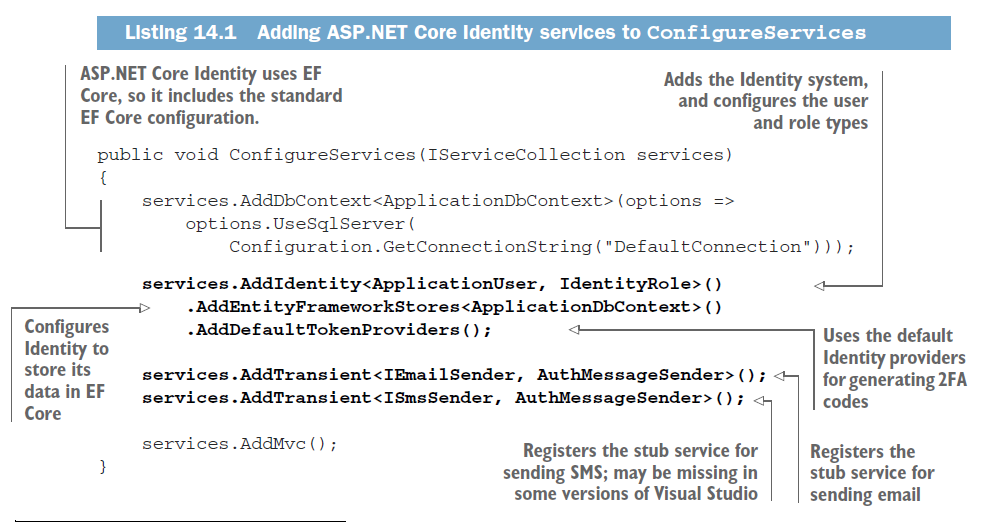 Listing 14.1 Adding ASP.NET Core Identity services to ConfigureServices
ASP.NET Core Identity uses EF
Core, so it includes the standard
EF Core configuration.
Adds the Identity system,
and configures the user
and role types
public void ConfigureServices(IServiceCollection services)
{
services.AddDbContext<ApplicationDbContext>(options =>
options.UseSqlServer(
Configuration.GetConnectionString("DefaultConnection")));
services.AddIdentity<ApplicationUser, IdentityRole>()
.AddEntityFrameworkStores<ApplicationDbContext>()
.AddDefaultTokenProviders();
Configures
Identity to
store its
data in EF
Core
Uses the default
Identity providers
for generating 2FA
codes
services.AddTransient<IEmailSender, AuthMessageSender>();
services.AddTransient<ISmsSender, AuthMessageSender>();
services.AddMvc();
}
Registers the stub service for
sending SMS; may be missing in
some versions of Visual Studio
Registers the
stub service for
sending email